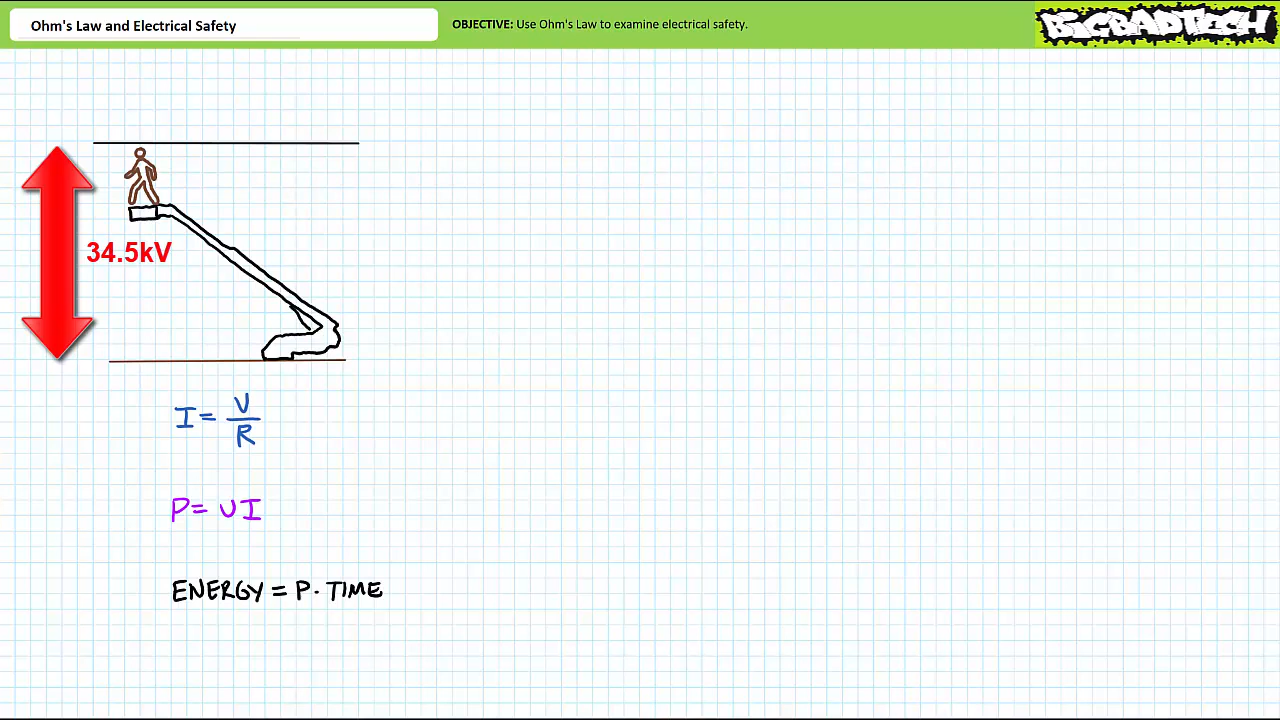 Ohm's Law and Electrical Safety
OBJECTIVE: Use Ohm's Law to examine electrical safety.
BIGBADTECH
34.5kV
I = V/R
P = VI
ENERGY = P · TIME